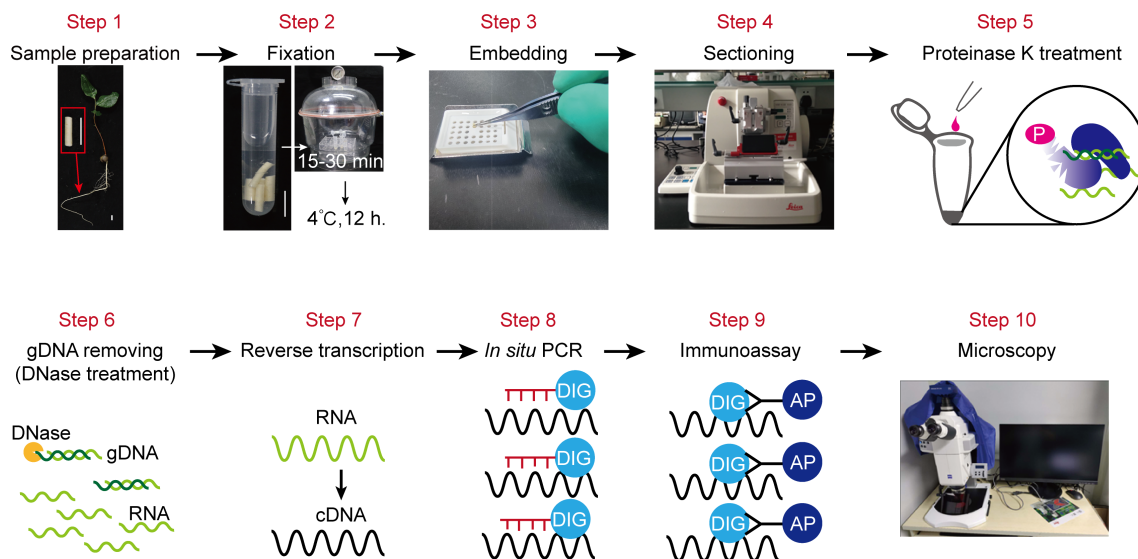 Step 1
Sample preparation
Step 2
Fixation
15-30 min
4°C,12 h.
Step 3
Embedding
Step 4
Sectioning
Leica
Step 5
Proteinase K treatment
P
Step 6
gDNA removing
(DNase treatment)
DNase
gDNA
RNA
Step 7
Reverse transcription
RNA
cDNA
Step 8
In situ PCR
DIG
DIG
DIG
Step 9
Immunoassay
DIG AP
DIG AP
DIG AP
Step 10
Microscopy